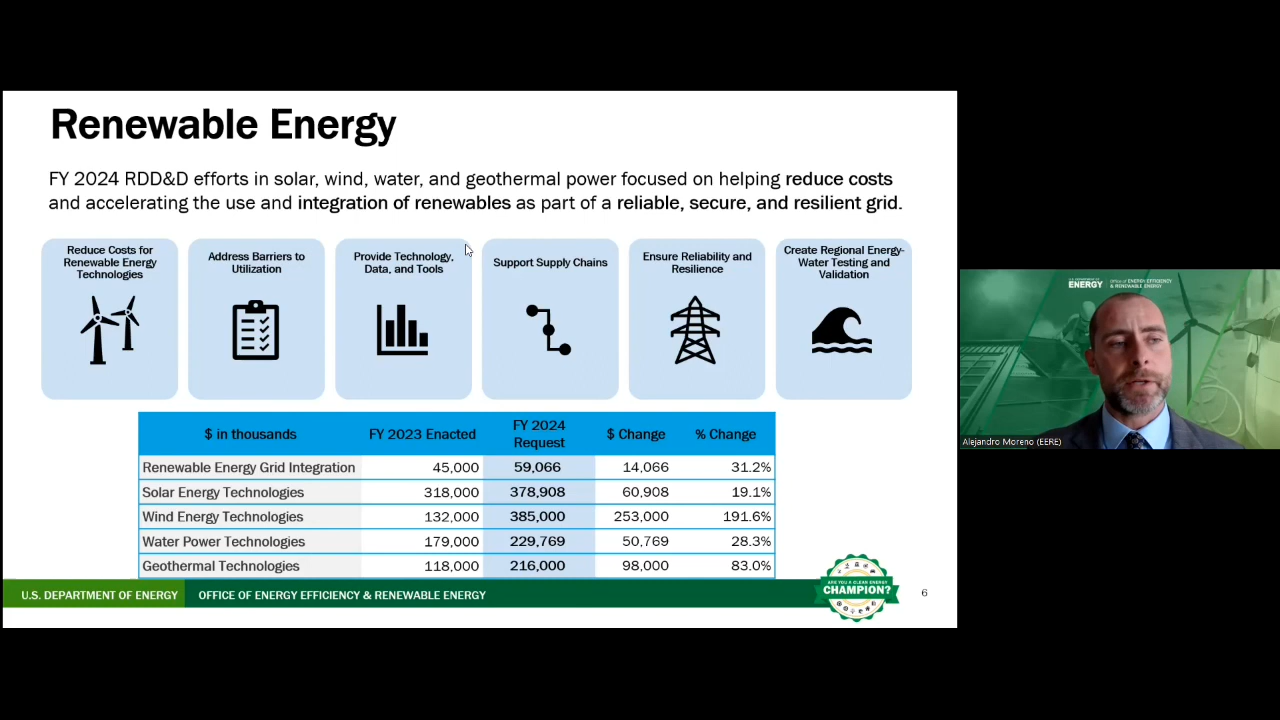 Renewable Energy
FY 2024 RDD&D efforts in solar, wind, water, and geothermal power focused on helping reduce costs
and accelerating the use and integration of renewables as part of a reliable, secure, and resilient grid.
Reduce Costs for
Renewable Energy
Technologies
Address Barriers to
Utilization
Provide Technology,
Data, and Tools
Support Supply Chains
Ensure Reliability and
Resilience
Create Regional Energy-
Water Testing and
Validation
$ in thousands FY 2023 Enacted FY 2024 Request $ Change % Change
Renewable Energy Grid Integration 45,000 59,066 14,066 31.2%
Solar Energy Technologies 318,000 378,908 60,908 19.1%
Wind Energy Technologies 132,000 385,000 253,000 191.6%
Water Power Technologies 179,000 229,769 50,769 28.3%
Geothermal Technologies 118,000 216,000 98,000 83.0%
U.S. DEPARTMENT OF ENERGY OFFICE OF ENERGY EFFICIENCY & RENEWABLE ENERGY
ARE YOU A CLEAN ENERGY
CHAMPION?
6
U.S. DEPARTMENT OF
ENERGY
Office of ENERGY EFFICIENCY
& RENEWABLE ENERGY
Alejandro Moreno (EERE)